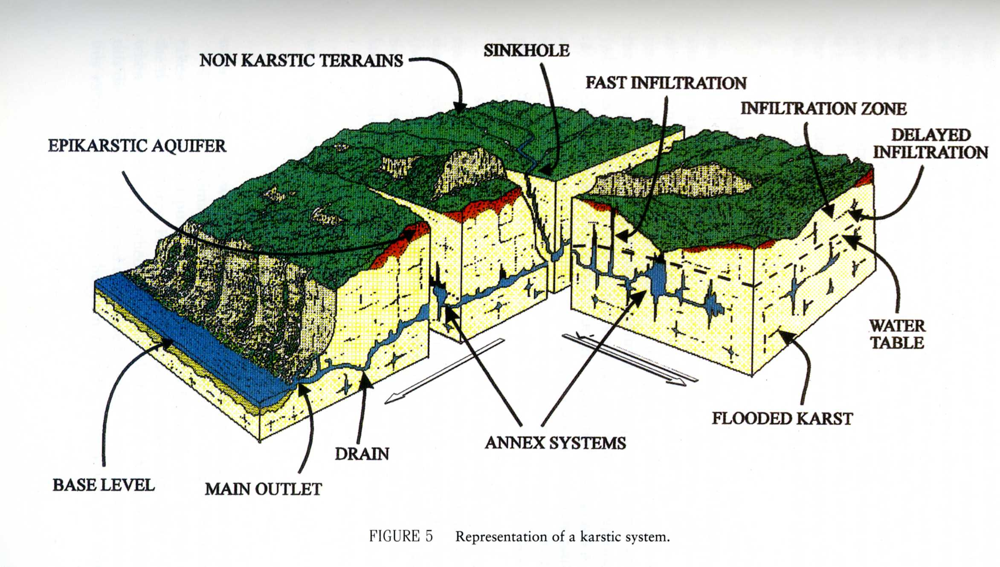 SINKHOLE
NON KARSTIC TERRAINS
FAST INFILTRATION
INFILTRATION ZONE
DELAYED
INFILTRATION
EPIKARSTIC AQUIFER
WATER
TABLE
FLOODED KARST
ANNEX SYSTEMS
DRAIN
BASE LEVEL
MAIN OUTLET
FIGURE 5 Representation of a karstic system.